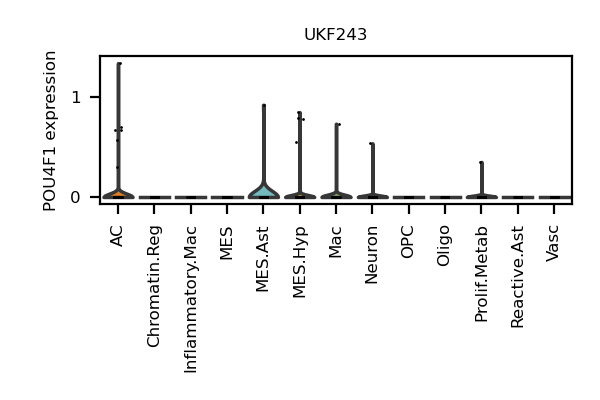 UKF243
POU4F1 expression
1
0
AC
Chromatin.Reg
Inflammatory.Mac
MES
MES.Ast
MES.Hyp
Mac
Neuron
OPC
Oligo
Prolif.Metab
Reactive.Ast
Vasc